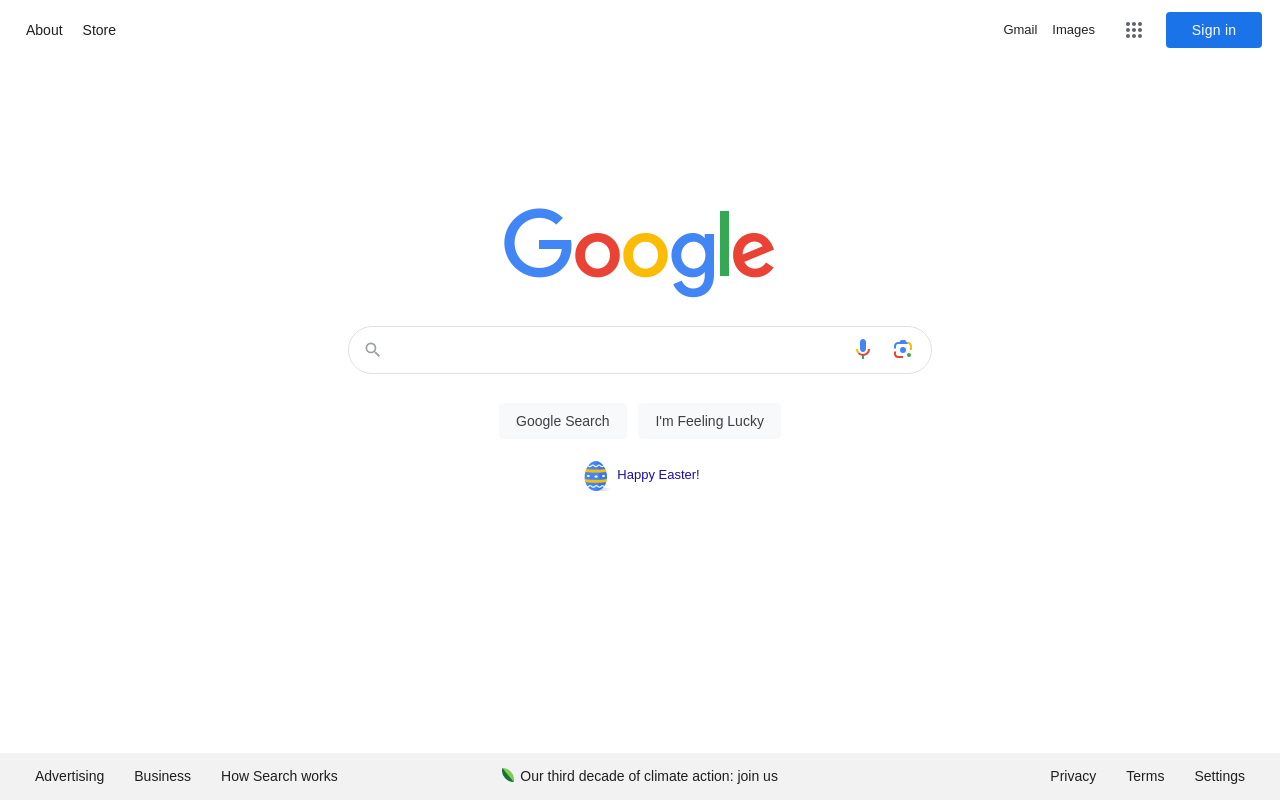 About Store Gmail Images Sign in
Google
Google Search I'm Feeling Lucky
Happy Easter!
Advertising Business How Search works Our third decade of climate action: join us Privacy Terms Settings